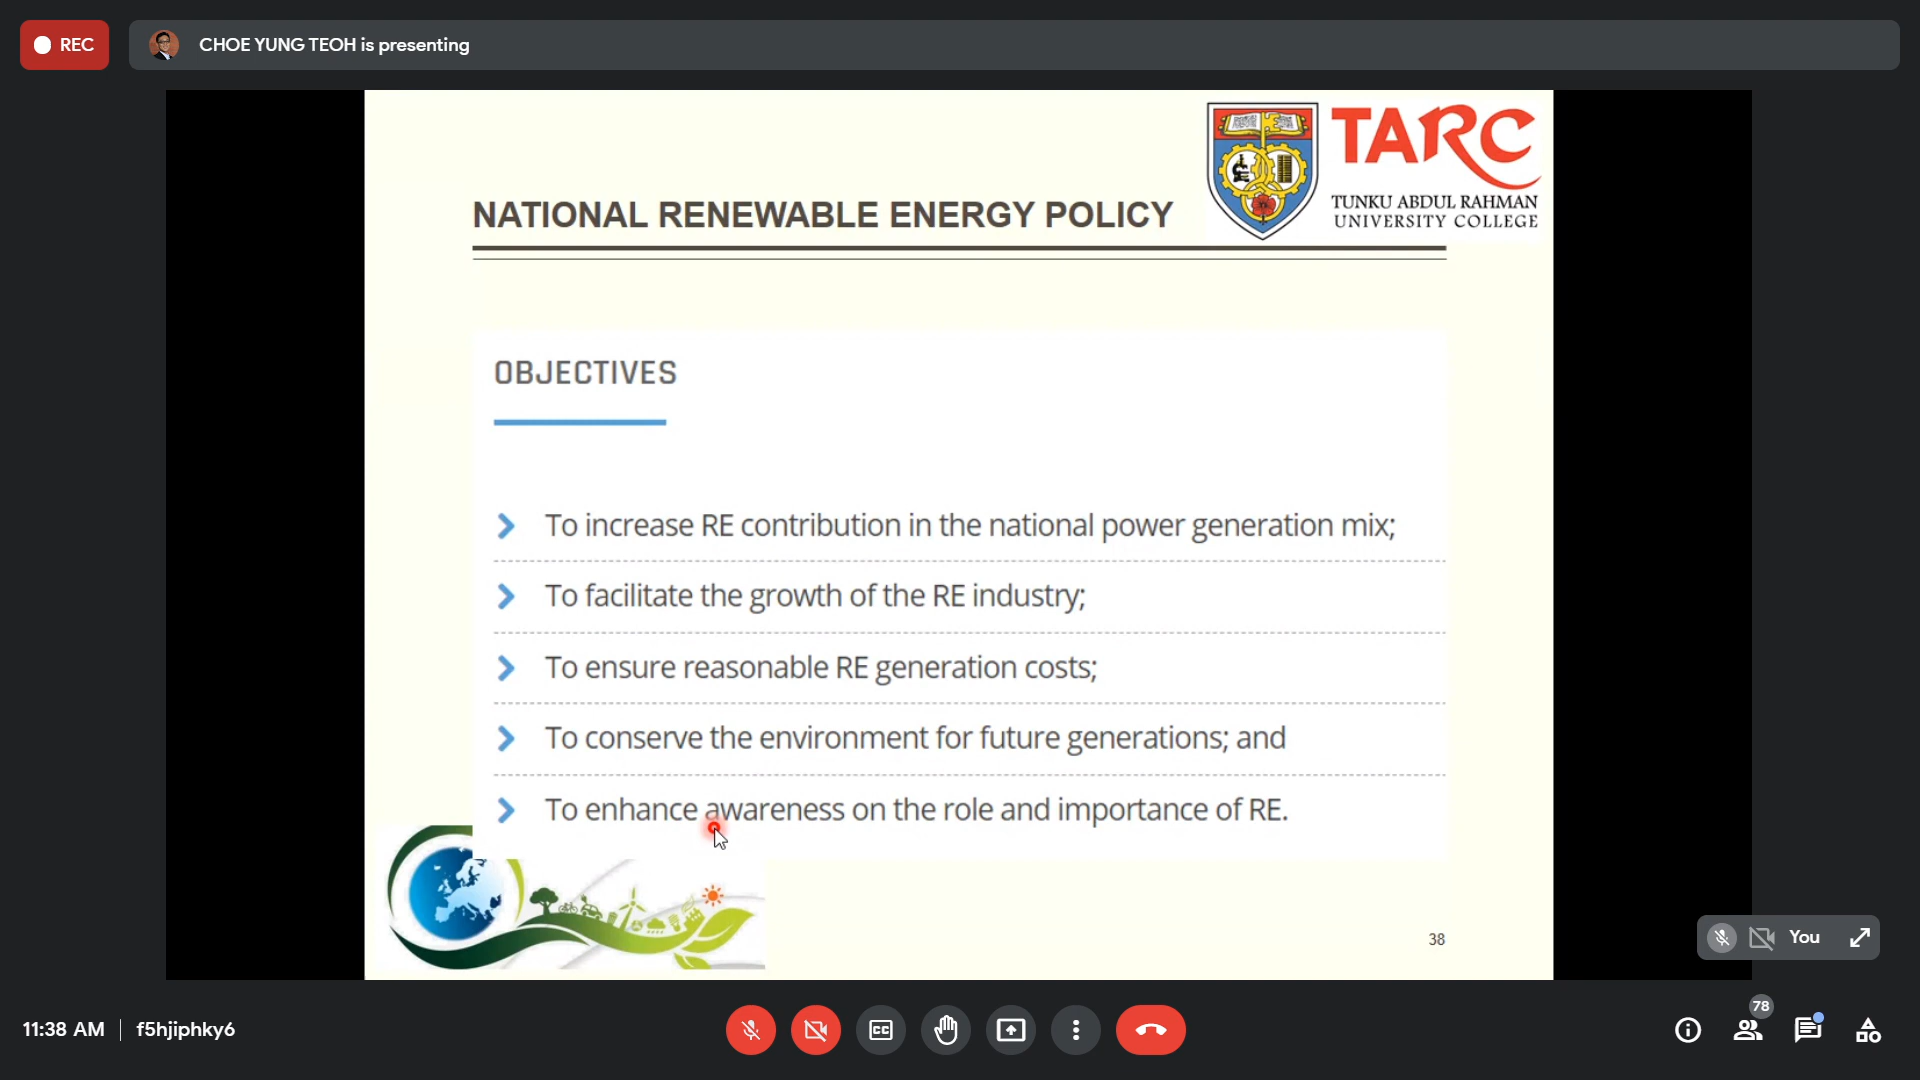 REC
CHOE YUNG TEOH is presenting
TARC
TUNKU ABDUL RAHMAN
UNIVERSITY COLLEGE
NATIONAL RENEWABLE ENERGY POLICY
OBJECTIVES
To increase RE contribution in the national power generation mix;
To facilitate the growth of the RE industry;
To ensure reasonable RE generation costs;
To conserve the environment for future generations; and
To enhance awareness on the role and importance of RE.
38
You
11:38 AM | f5hjiphky6
CC
78